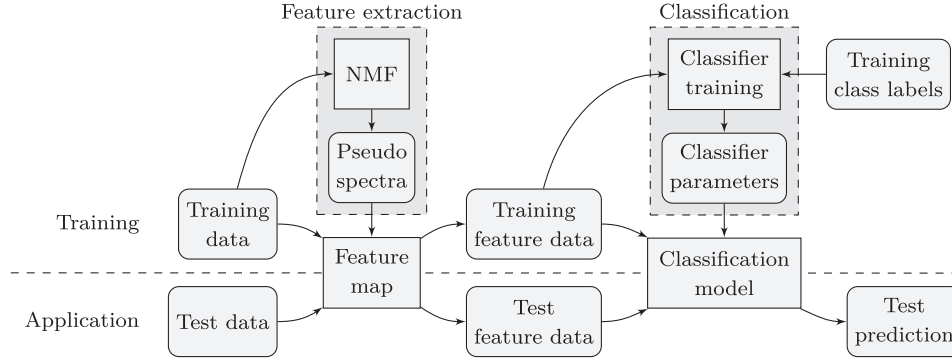 Feature extraction
Classification
NMF
Classifier
training
Training
class labels
Pseudo
spectra
Classifier
parameters
Training
Training
data
Training
feature data
Feature
map
Classification
model
Application
Test data
Test
feature data
Test
prediction